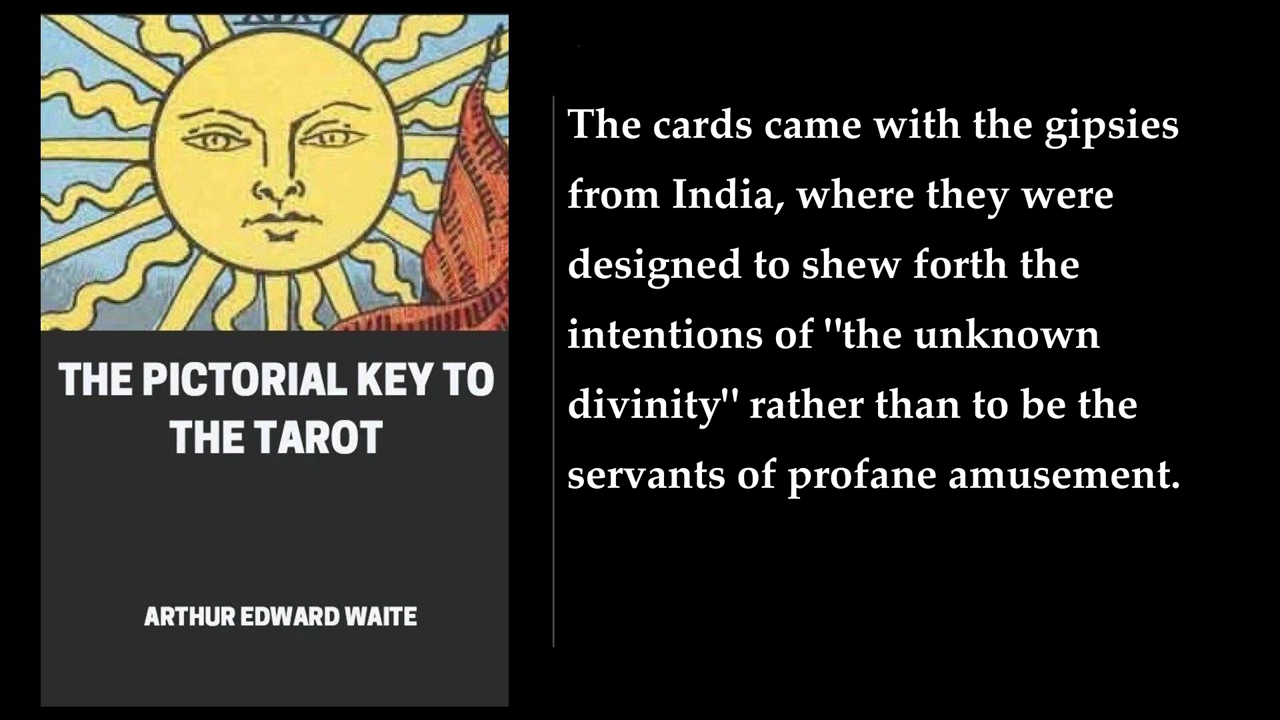 XIX
THE PICTORIAL KEY TO
THE TAROT
ARTHUR EDWARD WAITE
The cards came with the gipsies
from India, where they were
designed to shew forth the
intentions of "the unknown
divinity" rather than to be the
servants of profane amusement.